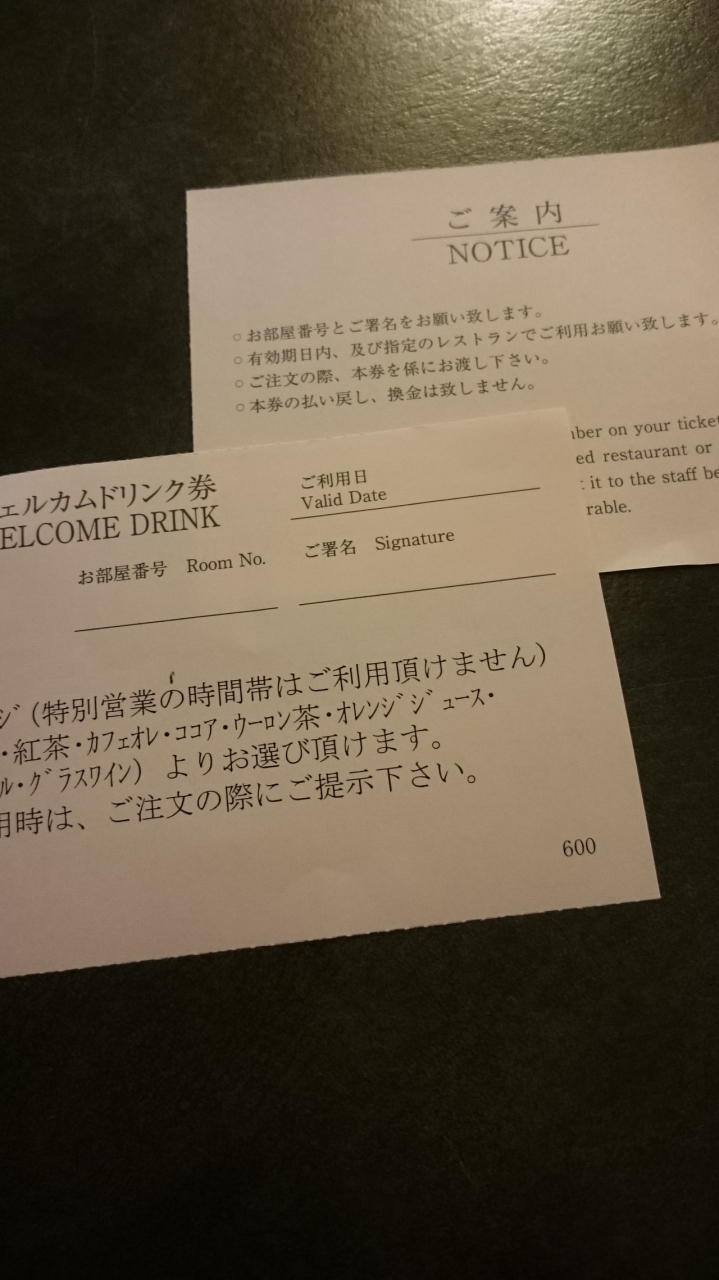 ご案内
NOTICE
○お部屋番号とご署名をお願い致します。
○有効期日内、及び指定のレストランでご利用お願い致します。
○ご注文の際、本券を係にお渡し下さい。
○本券の払い戻し、換金は致しません。
on your ticket
restaurant or
it to the staff
ェルカムドリンク券
ELCOME DRINK
ご利用日
Valid Date
お部屋番号 Room No.
ご署名 Signature
ジ(特別営業の時間帯はご利用頂けません)
・紅茶・カフェオレ・ココア・ウーロン茶・オレンジジュース・
ル・グラスワイン) よりお選び頂けます。
用時は、ご注文の際にご提示下さい。
600